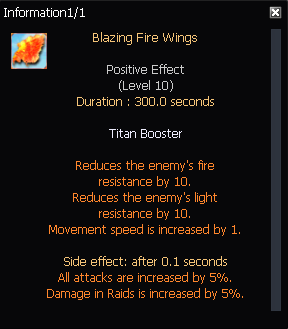 Information1/1
Blazing Fire Wings
Positive Effect
(Level 10)
Duration : 300.0 seconds
Titan Booster
Reduces the enemy's fire
resistance by 10.
Reduces the enemy's light
resistance by 10.
Movement speed is increased by 1.
Side effect: after 0.1 seconds
All attacks are increased by 5%.
Damage in Raids is increased by 5%.